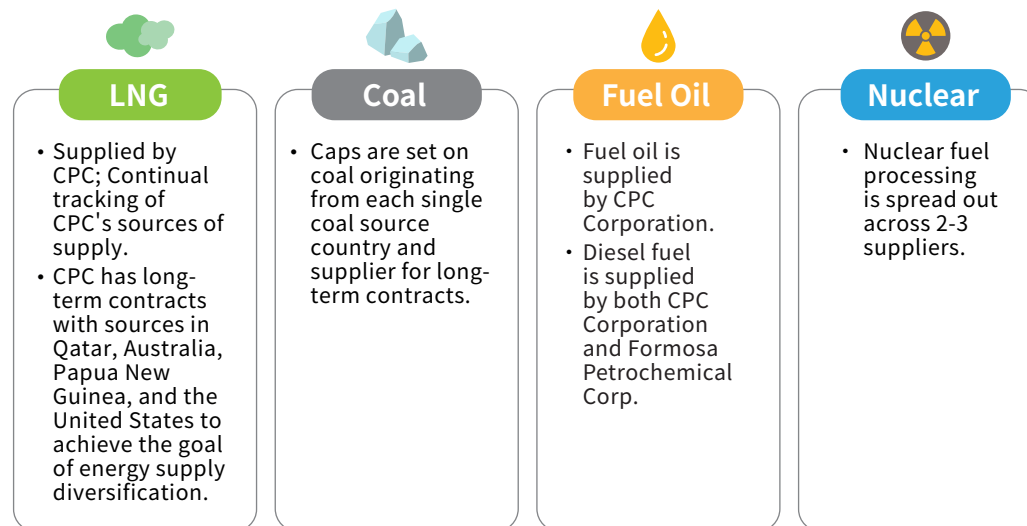 LNG
• Supplied by
CPC; Continual
tracking of
CPC's sources of
supply.
• CPC has long-
term contracts
with sources in
Qatar, Australia,
Papua New
Guinea, and the
United States to
achieve the goal
of energy supply
diversification.
Coal
• Caps are set on
coal originating
from each single
coal source
country and
supplier for long-
term contracts.
Fuel Oil
• Fuel oil is
supplied
by CPC
Corporation.
• Diesel fuel
is supplied
by both CPC
Corporation
and Formosa
Petrochemical
Corp.
Nuclear
• Nuclear fuel
processing
is spread out
across 2-3
suppliers.